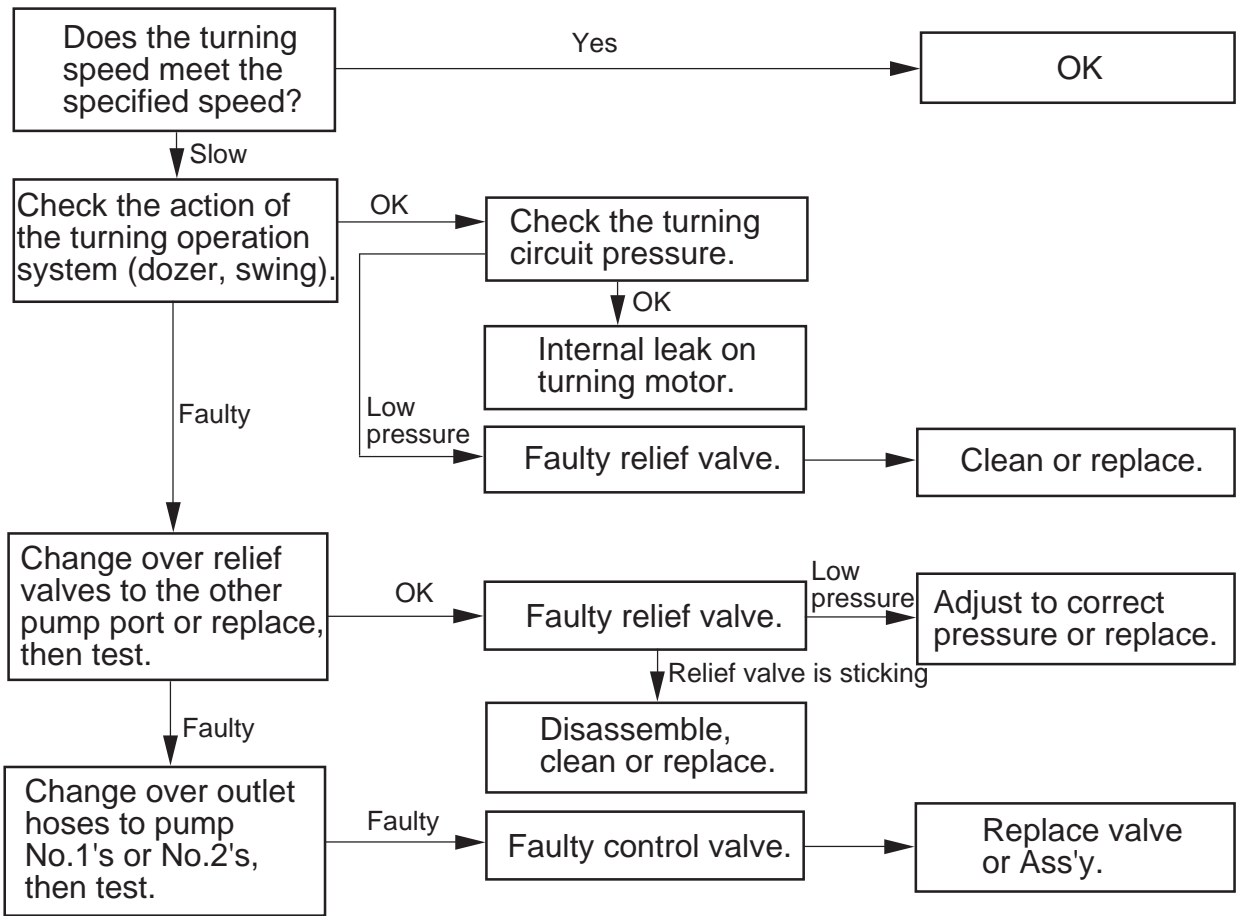 Does the turning
speed meet the
specified speed?
Yes
OK
Slow
Check the action of
the turning operation
system (dozer, swing).
OK
Check the turning
circuit pressure.
OK
Internal leak on
turning motor.
Low
pressure
Faulty relief valve.
Clean or replace.
Faulty
Change over relief
valves to the other
pump port or replace,
then test.
OK
Faulty relief valve.
Low
pressure
Adjust to correct
pressure or replace.
Relief valve is sticking
Disassemble,
clean or replace.
Faulty
Change over outlet
hoses to pump
No.1's or No.2's,
then test.
Faulty
Faulty control valve.
Replace valve
or Ass'y.